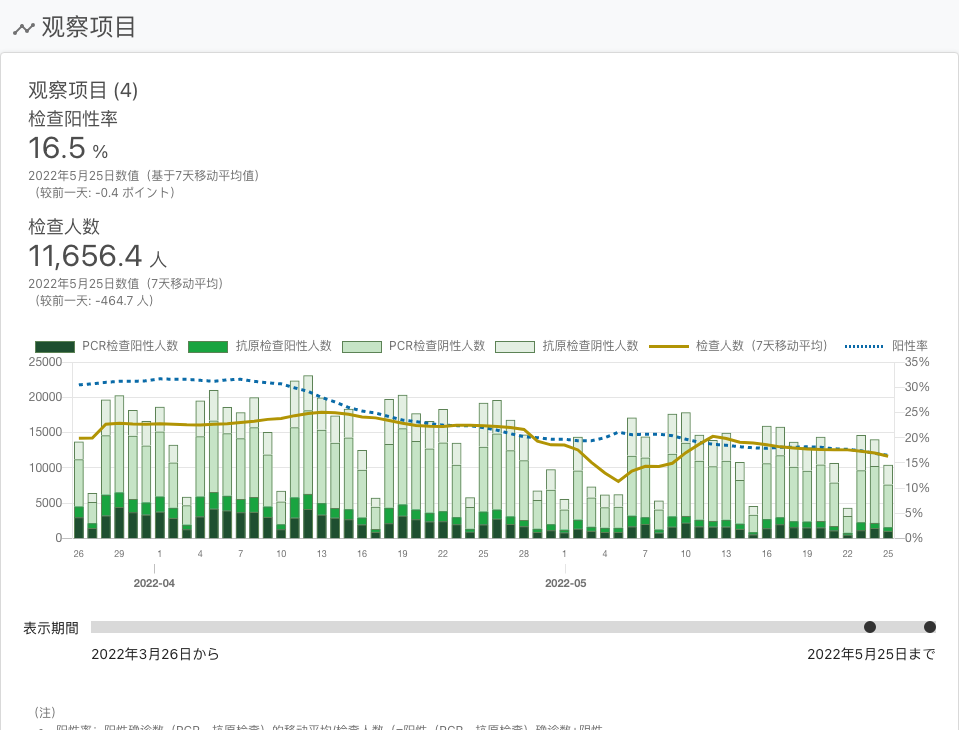 观察项目
观察项目 (4)
检查阳性率
16.5 %
2022年5月25日数值（基于7天移动平均值）
（较前一天: -0.4 ポイント）
检查人数
11,656.4 人
2022年5月25日数值（7天移动平均）
（较前一天: -464.7 人）
PCR检查阳性人数 抗原检查阳性人数 PCR检查阴性人数 抗原检查阴性人数 检查人数（7天移动平均） 阳性率
25000 35%
30%
20000
25%
15000
20%
10000 15%
10%
5000
5%
0 0%
26 29 1 4 7 10 13 16 19 22 25 28 1 4 7 10 13 16 19 22 25
2022-04 2022-05
表示期間
2022年3月26日から 2022年5月25日まで
（注）